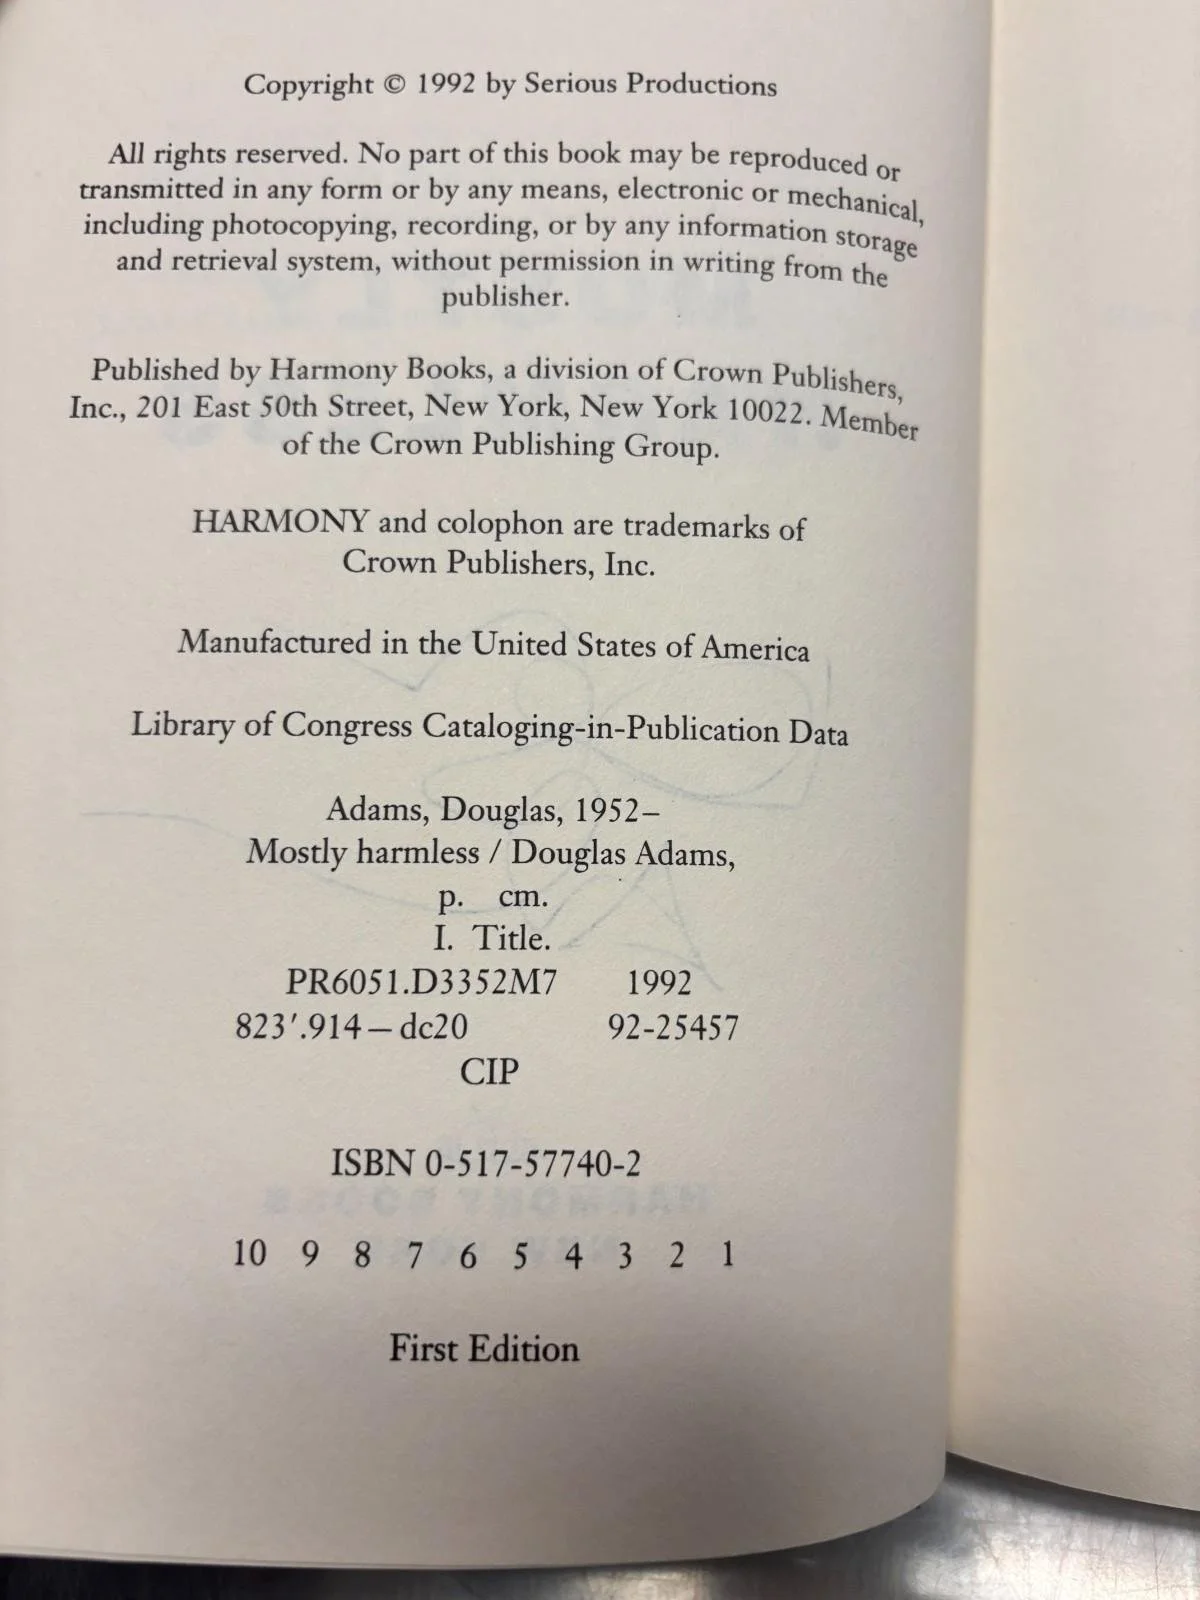 Copyright © 1992 by Serious Productions
All rights reserved. No part of this book may be reproduced or
transmitted in any form or by any means, electronic or mechanical,
including photocopying, recording, or by any information storage
and retrieval system, without permission in writing from the
publisher.
Published by Harmony Books, a division of Crown Publishers,
Inc., 201 East 50th Street, New York, New York 10022. Member
of the Crown Publishing Group.
HARMONY and colophon are trademarks of
Crown Publishers, Inc.
Manufactured in the United States of America
Library of Congress Cataloging-in-Publication Data
Adams, Douglas, 1952–
Mostly harmless / Douglas Adams,
p. cm.
I. Title.
PR6051.D3352M7 1992
823′.914—dc20 92-25457
CIP
ISBN 0-517-57740-2
10 9 8 7 6 5 4 3 2 1
First Edition